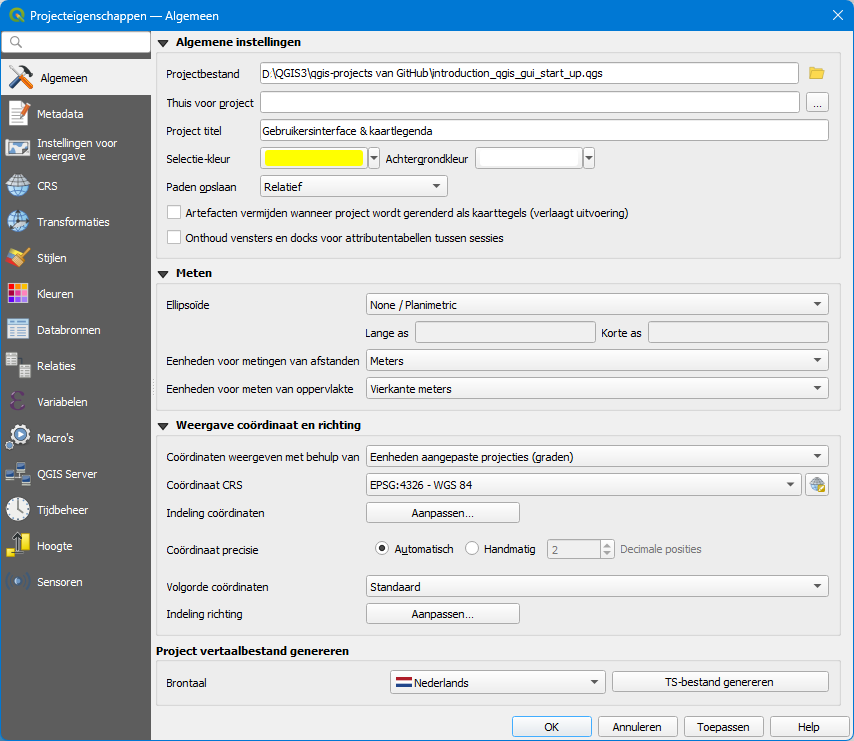 Projecteigenschappen — Algemeen
Algemeen
Metadata
Instellingen voor
weergave
CRS
Transformaties
Stijlen
Kleuren
Databronnen
Relaties
Variabelen
Macro's
QGIS Server
Tijdbeheer
Hoogte
Sensoren
Algemene instellingen
Projectbestand D:\QGIS3\qgis-projects van GitHub\introduction_qgis_gui_start_up.qgs
Thuis voor project ...
Project titel Gebruikersinterface & kaartlegenda
Selectie-kleur Achtergrondkleur
Paden opslaan Relatief
Artefacten vermijden wanneer project wordt gerenderd als kaarttegels (verlaagt uitvoering)
Onthoud vensters en docks voor attributentabellen tussen sessies
Meten
Ellipsoïde None / Planimetric
Lange as Korte as
Eenheden voor metingen van afstanden Meters
Eenheden voor meten van oppervlakte Vierkante meters
Weergave coördinaat en richting
Coördinaten weergeven met behulp van Eenheden aangepaste projecties (graden)
Coördinaat CRS EPSG:4326 - WGS 84
Indeling coördinaten Aanpassen...
Coördinaat precisie Automatisch Handmatig 2 Decimale posities
Volgorde coördinaten Standaard
Indeling richting Aanpassen...
Project vertaalbestand genereren
Brontaal Nederlands TS-bestand genereren
OK Annuleren Toepassen Help